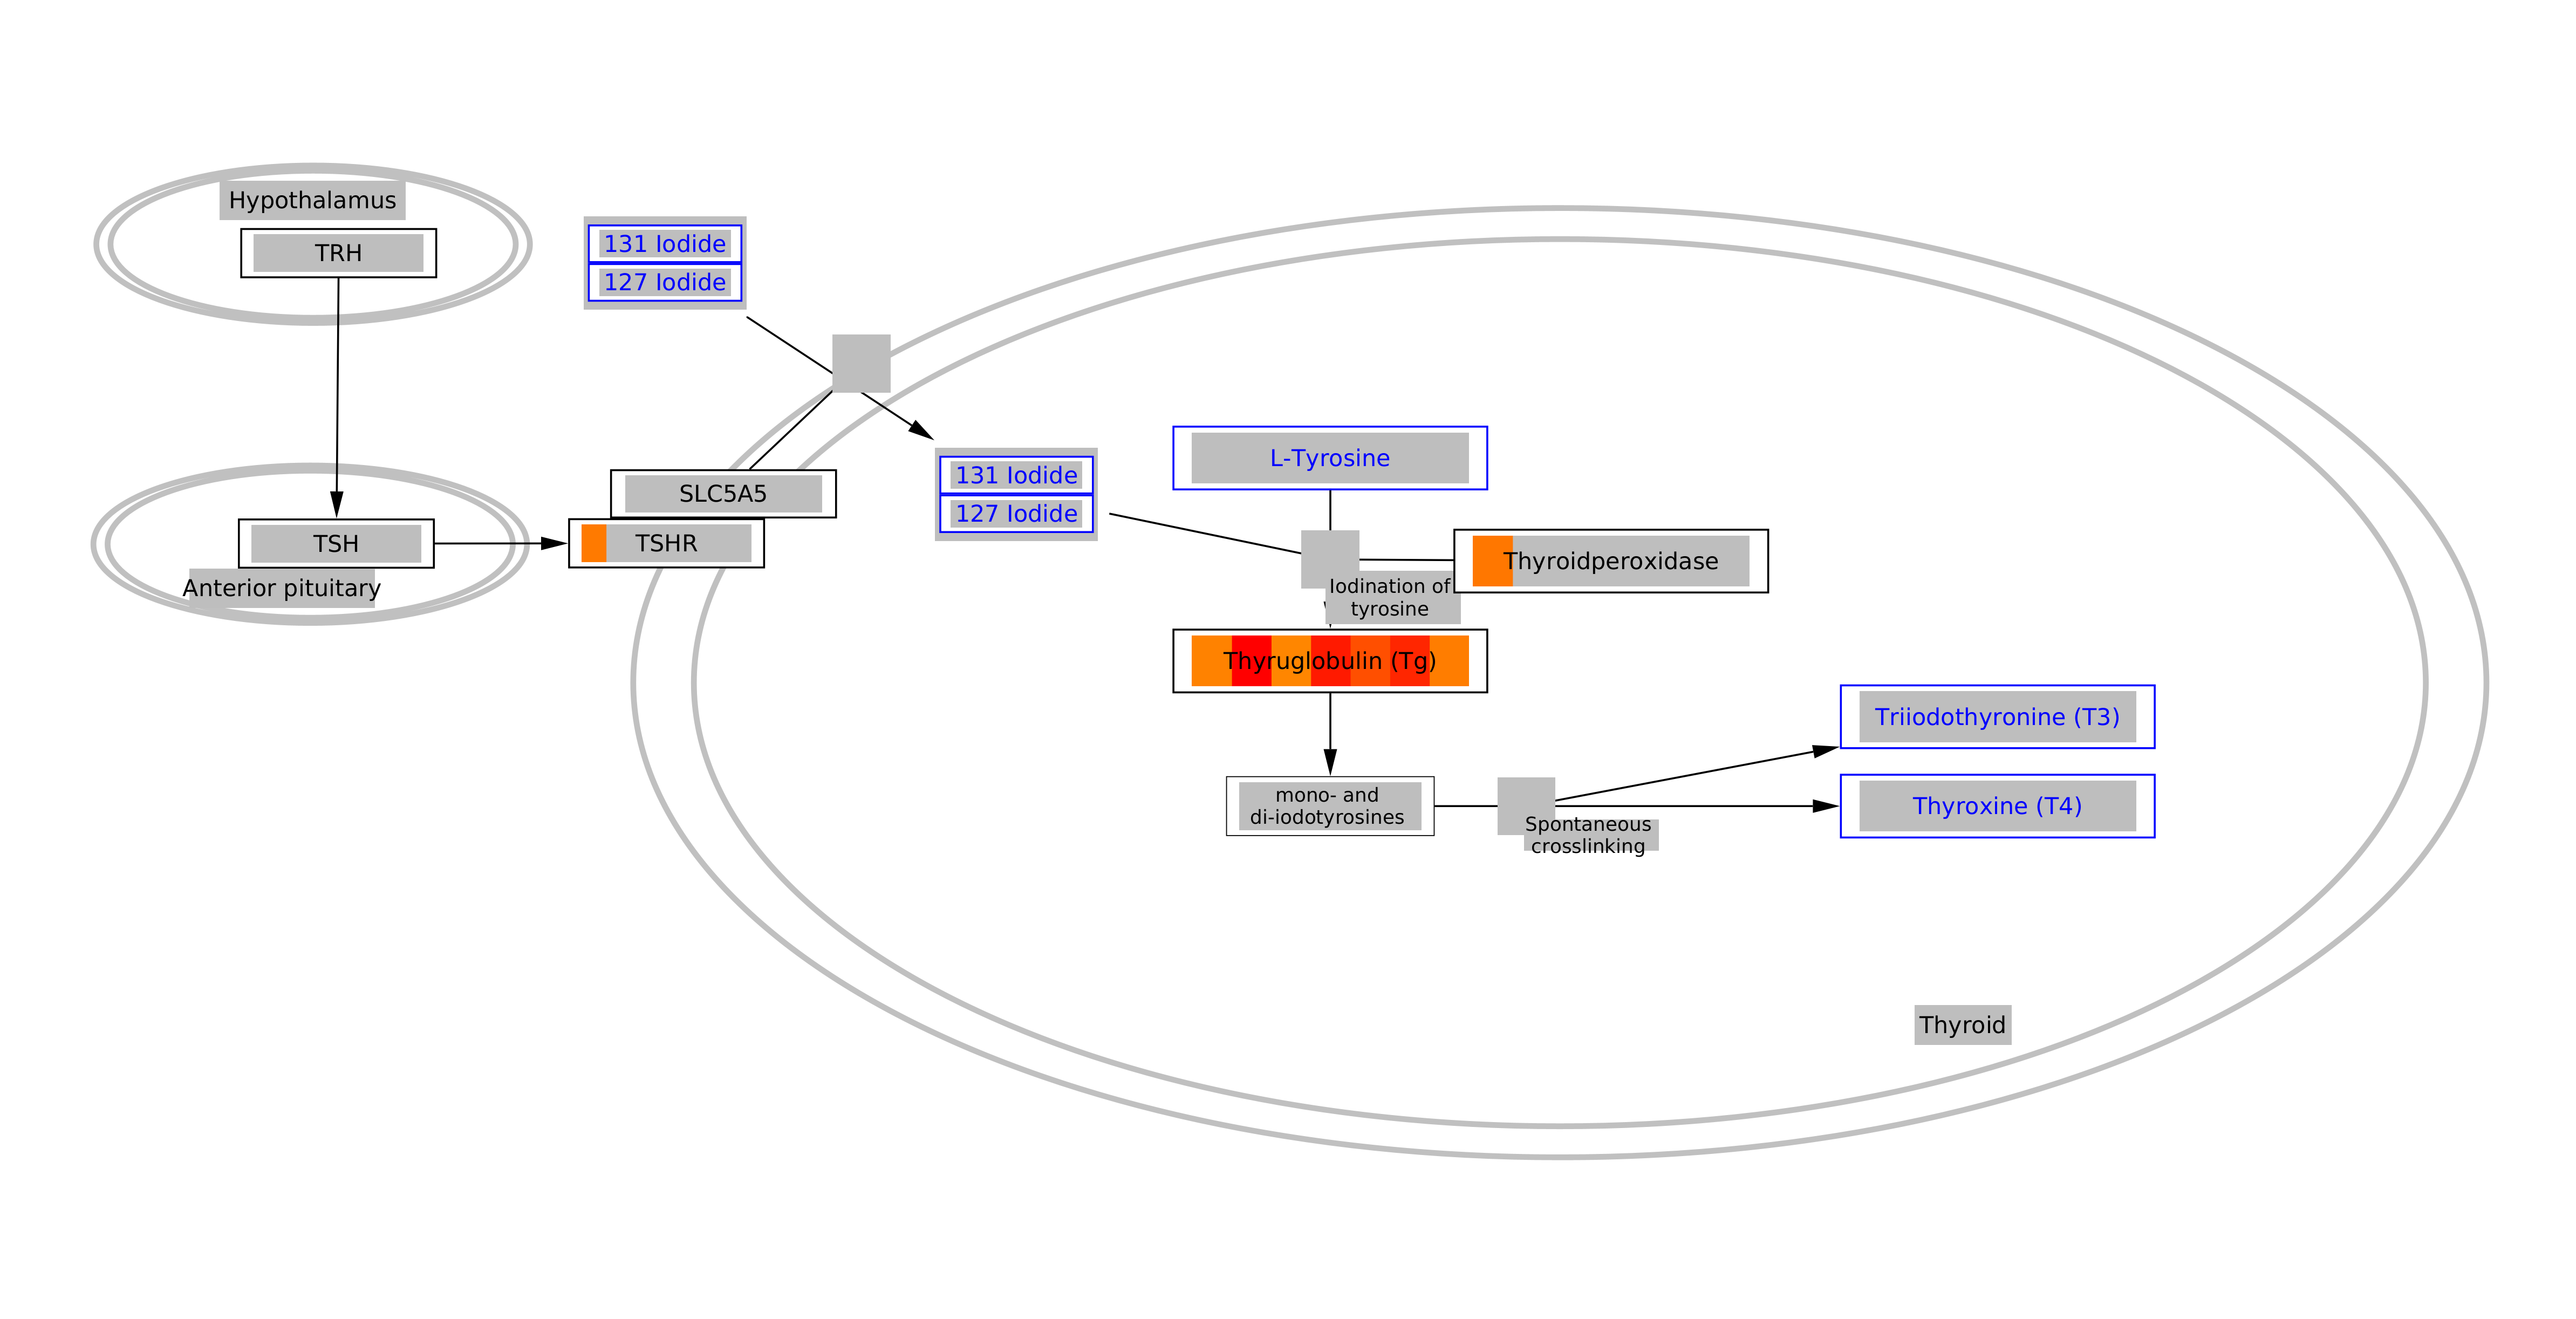 Hypothalamus
TRH
131 Iodide
127 Iodide
SLC5A5
TSH
TSHR
Anterior pituitary
131 Iodide
127 Iodide
L-Tyrosine
Thyroidperoxidase
Iodination of
tyrosine
Thyruglobulin (Tg)
mono- and
di-iodotyrosines
Spontaneous
crosslinking
Triiodothyronine (T3)
Thyroxine (T4)
Thyroid